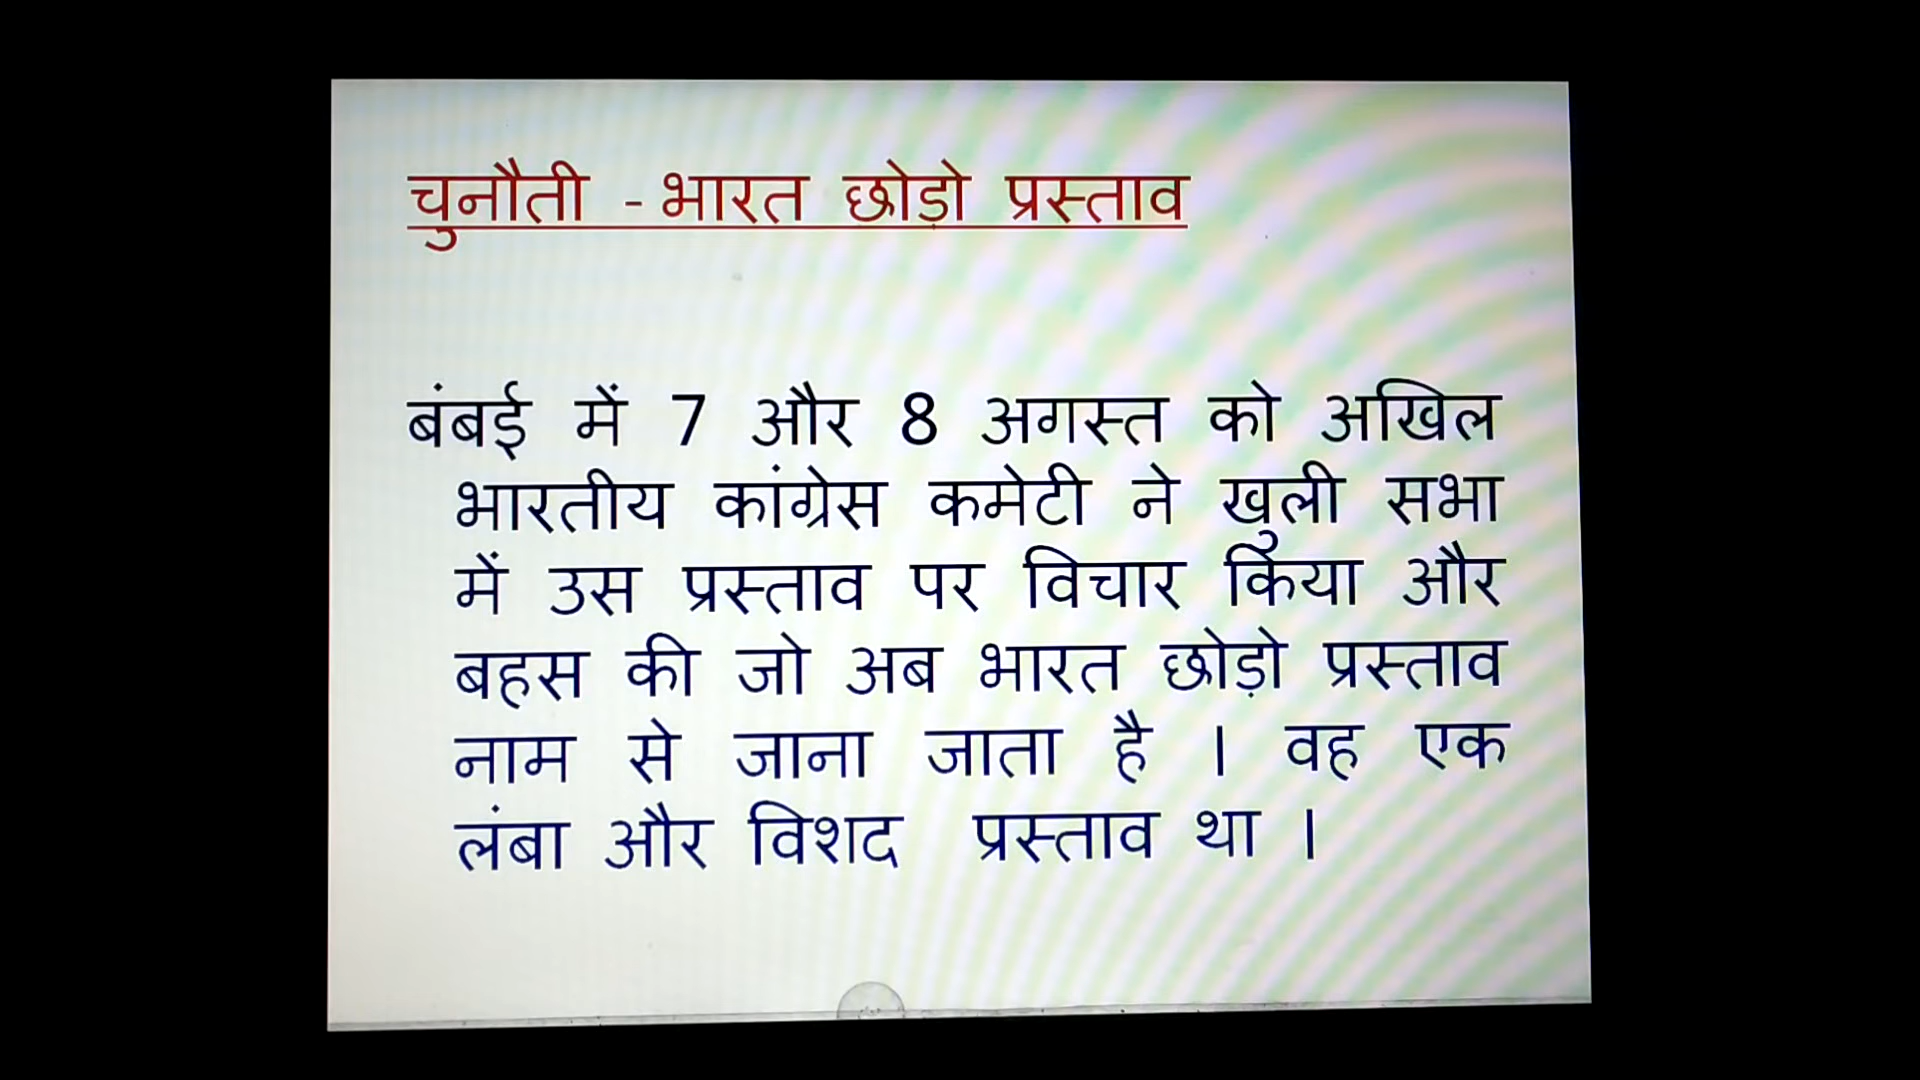 चुनौती - भारत छोड़ो प्रस्ताव
बंबई में 7 और 8 अगस्त को अखिल
भारतीय कांग्रेस कमेटी ने खुली सभा
में उस प्रस्ताव पर विचार किया और
बहस की जो अब भारत छोड़ो प्रस्ताव
नाम से जाना जाता है । वह एक
लंबा और विशद प्रस्ताव था ।